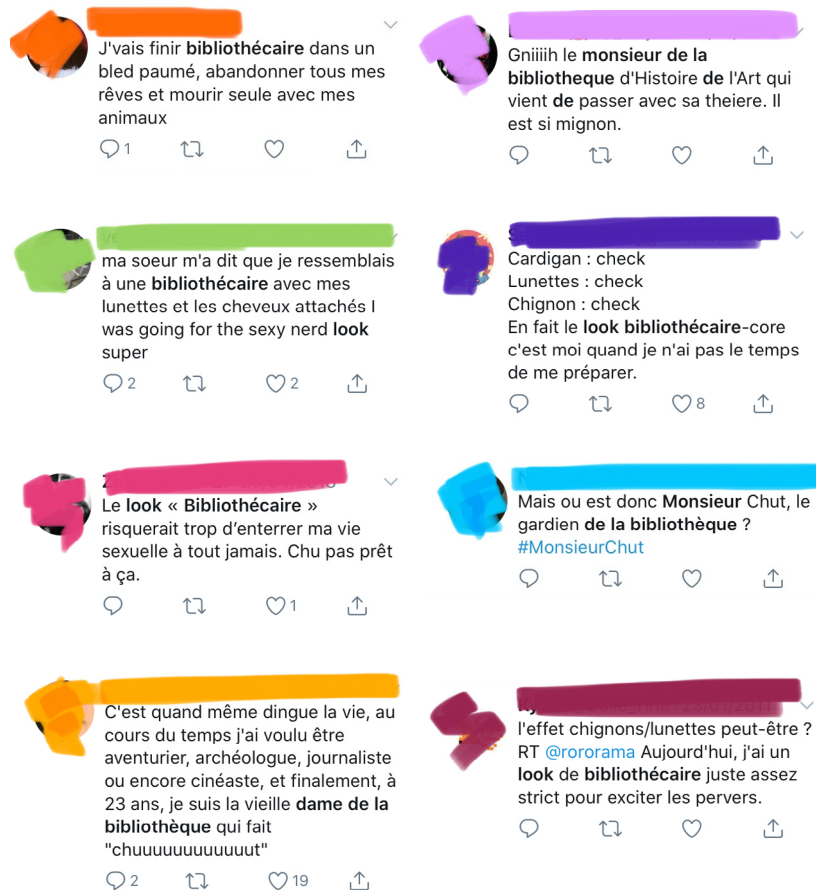 J'vais finir bibliothécaire dans un
bled paumé, abandonner tous mes
rêves et mourir seule avec mes
animaux
1
Gniiiih le monsieur de la
bibliotheque d'Histoire de l'Art qui
vient de passer avec sa theiere. Il
est si mignon.
ma soeur m'a dit que je ressemblais
à une bibliothécaire avec mes
lunettes et les cheveux attachés I
was going for the sexy nerd look
super
2 2
Cardigan : check
Lunettes : check
Chignon : check
En fait le look bibliothécaire-core
c'est moi quand je n'ai pas le temps
de me préparer.
8
Le look « Bibliothécaire »
risquerait trop d'enterrer ma vie
sexuelle à tout jamais. Chu pas prêt
à ça.
1
Mais ou est donc Monsieur Chut, le
gardien de la bibliothèque ?
#MonsieurChut
C'est quand même dingue la vie, au
cours du temps j'ai voulu être
aventurier, archéologue, journaliste
ou encore cinéaste, et finalement, à
23 ans, je suis la vieille dame de la
bibliothèque qui fait
"chuuuuuuuuuuuut"
2 19
l'effet chignons/lunettes peut-être ?
RT @rororama Aujourd'hui, j'ai un
look de bibliothécaire juste assez
strict pour exciter les pervers.